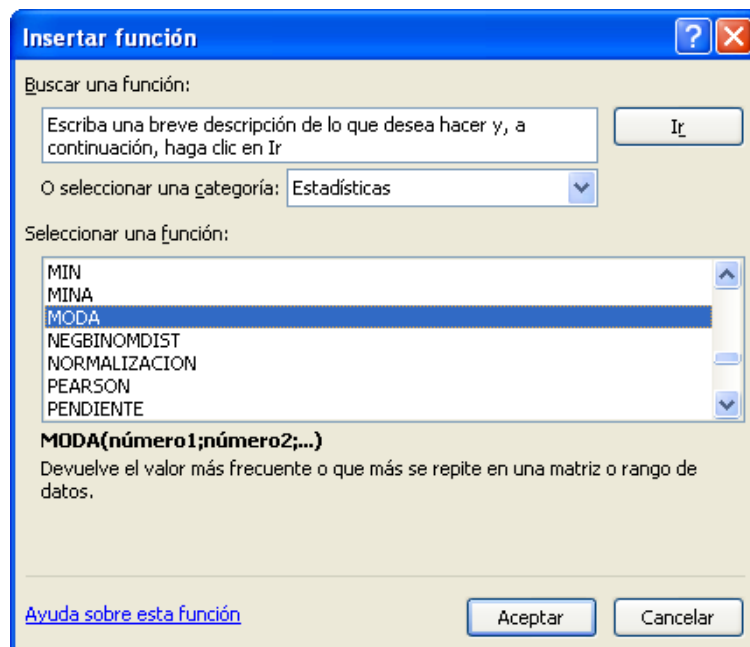 Insertar función
Buscar una función:
Escriba una breve descripción de lo que desea hacer y, a
continuación, haga clic en Ir
Ir
O seleccionar una categoría: Estadísticas
Seleccionar una función:
MIN
MINA
MODA
NEGBINOMDIST
NORMALIZACION
PEARSON
PENDIENTE
MODA(número1;número2;...)
Devuelve el valor más frecuente o que más se repite en una matriz o rango de
datos.
Ayuda sobre esta función
Aceptar
Cancelar